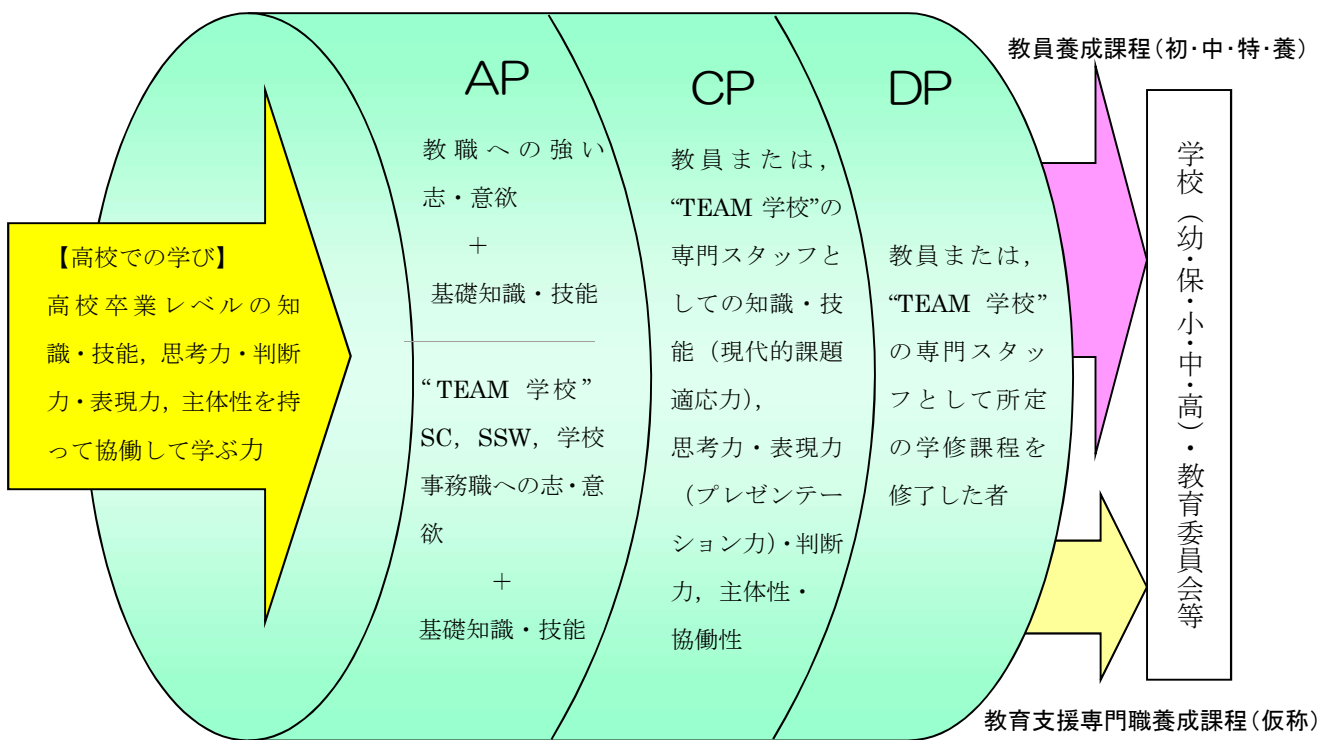 教員養成課程(初・中・特・養)
AP
CP
DP
【高校での学び】
高校卒業レベルの知
識・技能，思考力・判断
力・表現力，主体性を持
って協働して学ぶ力
教職への強い
志・意欲
+
基礎知識・技能
“TEAM 学校”
SC，SSW，学校
事務職への志・意
欲
+
基礎知識・技能
教員または，
“TEAM 学校”の
専門スタッフと
しての知識・技
能（現代的課題
適応力），
思考力・表現力
（プレゼンテー
ション力）・判断
力，主体性・
協働性
教員または，
“TEAM 学校”
の専門スタッ
フとして所定
の学修課程を
修了した者
学校（幼・保・小・中・高）・教育委員会等
教育支援専門職養成課程(仮称)